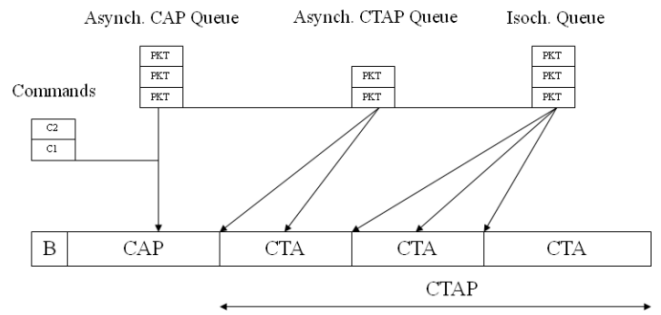 Asynch. CAP Queue Asynch. CTAP Queue Isoch. Queue
PKT PKT
PKT PKT PKT
PKT PKT PKT
Commands
C2
C1
B CAP CTA CTA CTA
CTAP